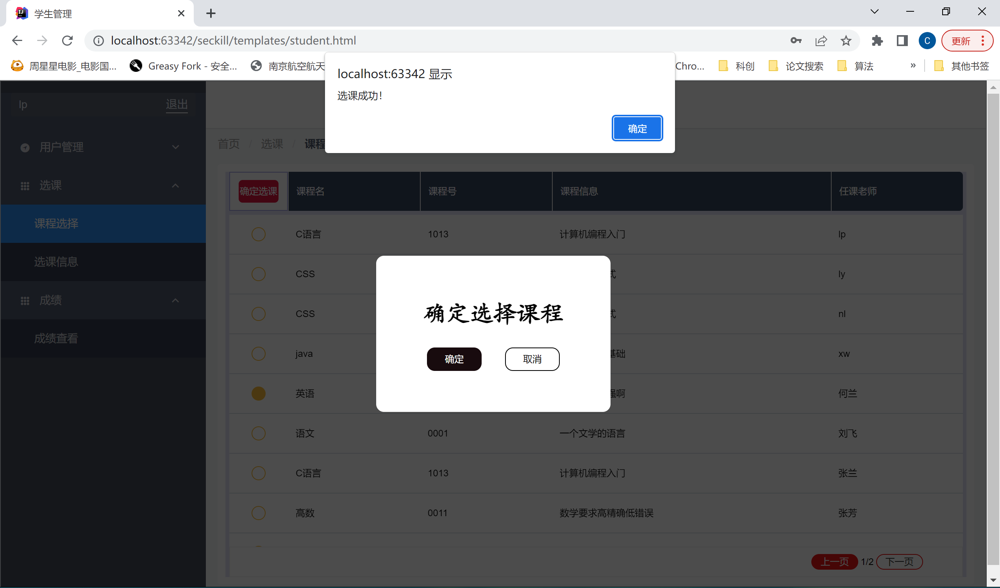 学生管理
localhost:63342/seckill/templates/student.html
C
更新
周星星电影_电影国...
Greasy Fork - 安全...
南京航空航天
Chro...
科创
论文搜索
算法
»
其他书签
localhost:63342 显示
选课成功!
确定
lp
退出
用户管理
选课
课程选择
选课信息
成绩
成绩查看
首页 / 选课 / 课程
确定选课 课程名 课程号 课程信息 任课老师
C语言 1013 计算机编程入门 lp
CSS 式 ly
CSS 式 nl
java 基础 xw
英语 强啊 何兰
语文 0001 一个文学的语言 刘飞
C语言 1013 计算机编程入门 张兰
高数 0011 数学要求高精确低错误 张芳
确定选择课程
确定 取消
上一页 1/2 下一页